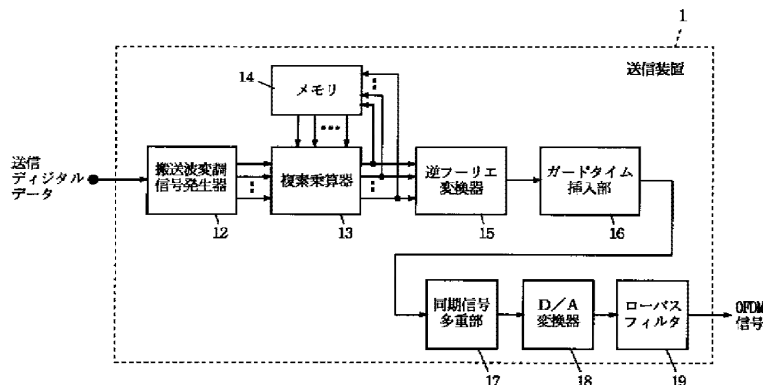 1
送信装置
14
メモリ
送信
ディジタル
データ
搬送波変調
信号発生器
12
複素乗算器
13
逆フーリエ
変換器
15
ガードタイム
挿入部
16
同期信号
多重部
17
D/A
変換器
18
ローパス
フィルタ
19
OFDM
信号